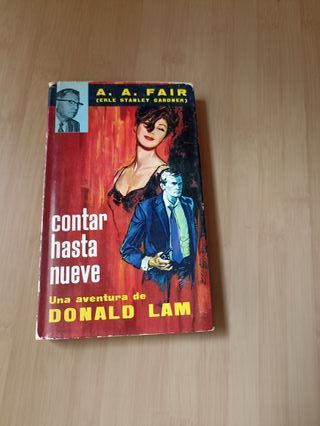 A. A. FAIR
(ERLE STANLEY GARDNER)
contar
hasta
nueve
Una aventura de
DONALD LAM